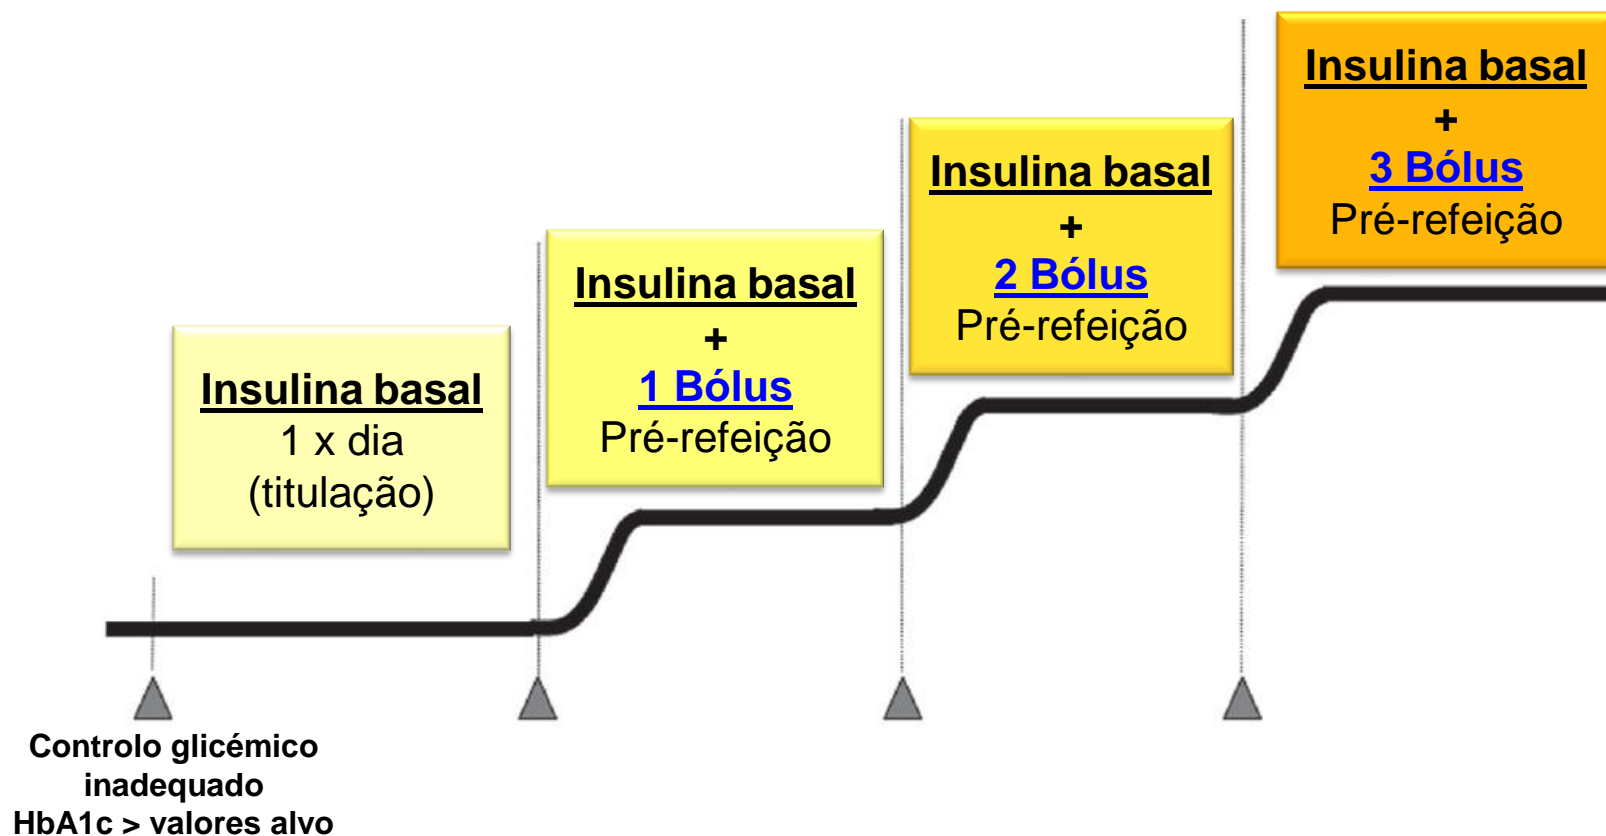 Insulina basal
1 x dia
(titulação)
Insulina basal
+
1 Bólus
Pré-refeição
Insulina basal
+
2 Bólus
Pré-refeição
Insulina basal
+
3 Bólus
Pré-refeição
Controlo glicémico
inadequado
HbA1c > valores alvo